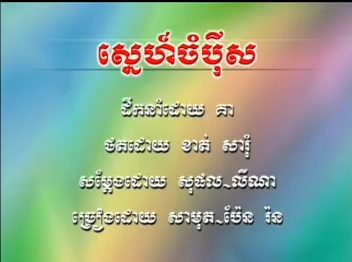 ស្នេហ៍ចំប៉ីស
ដឹកនាំដោយ គា
ថតដោយ ខាត់ សារុំ
សម្តែងដោយ សុផល~លីណា
ច្រៀងដោយ សាមុត~ប៉ែន រ៉ន